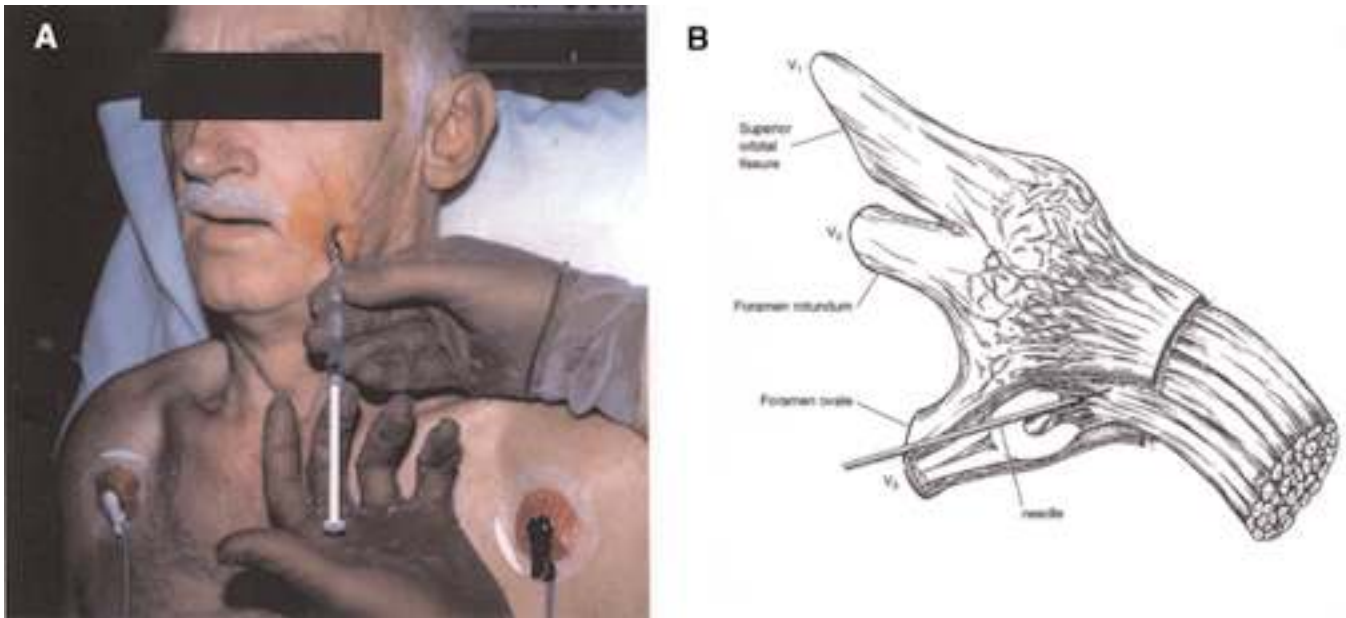 A
B
V₁
Superior
orbital
fissure
V₂
Foramen rotundum
Foramen ovale
V₃
needle